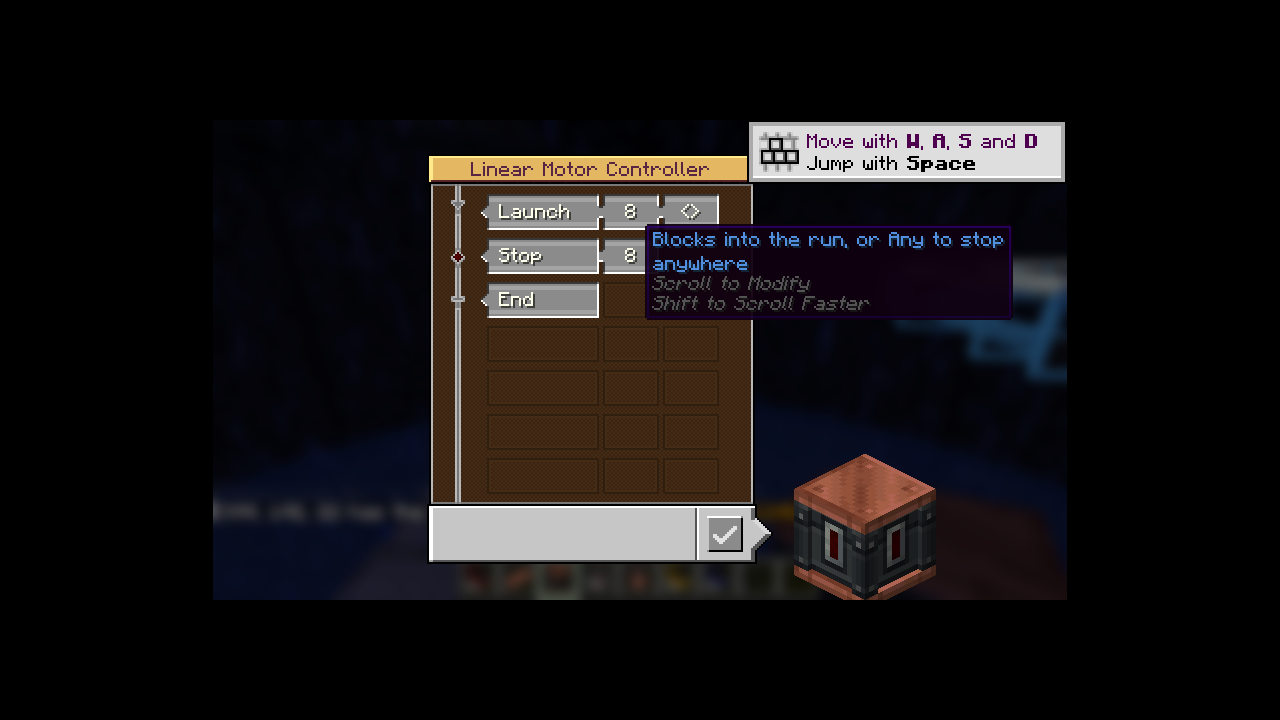 Move with W, A, S and D
Jump with Space
Linear Motor Controller
Launch 8
Stop 8
End
Blocks into the run, or Any to stop
anywhere
Scroll to Modify
Shift to Scroll Faster